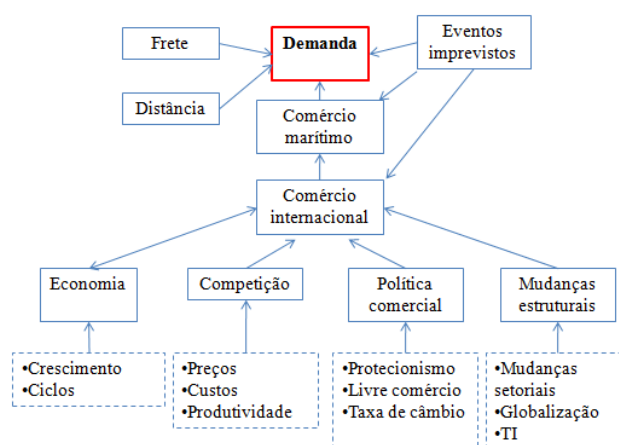 Frete
Demanda
Eventos
imprevistos
Distância
Comércio
marítimo
Comércio
internacional
Economia
Competição
Política
comercial
Mudanças
estruturais
•Crescimento
•Ciclos
•Preços
•Custos
•Produtividade
•Protecionismo
•Livre comércio
•Taxa de câmbio
•Mudanças
setoriais
•Globalização
•TI